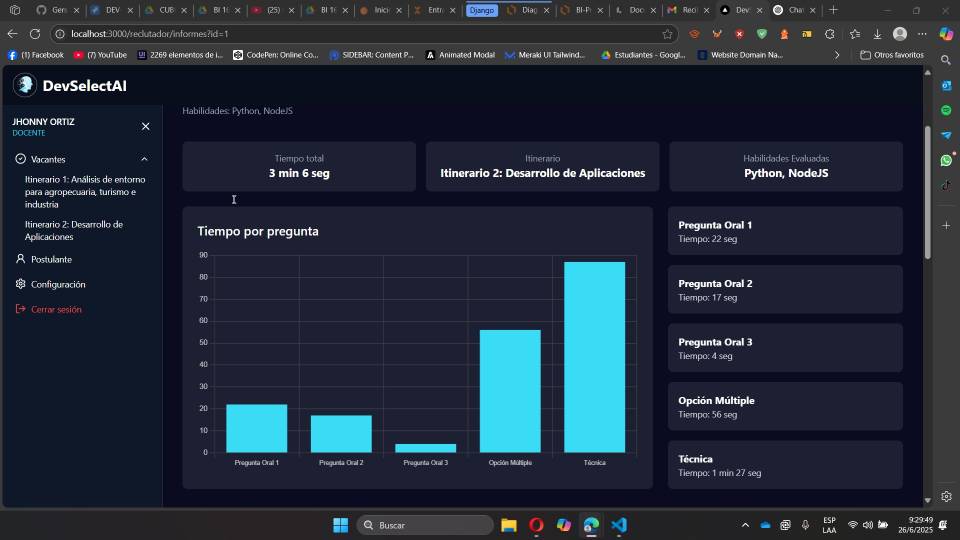 Gen
DEV
CUB
BI 1
(25)
BI 1
Inici
Entr
Django
Diag
BI-P
Doc
Deve
Chat
localhost:3000/reclutador/informes?id=1
(1) Facebook
(7) YouTube
2269 elementos de i...
CodePen: Online Co...
SIDEBAR: Content P...
Animated Modal
Meraki UI Tailwind...
Estudiantes - Googl...
Website Domain Na...
Otros favoritos
DevSelectAI
JHONNY ORTIZ
DOCENTE
Vacantes
Itinerario 1: Análisis de entorno
para agropecuaria, turismo e
industria
Itinerario 2: Desarrollo de
Aplicaciones
Postulante
Configuración
Cerrar sesión
Habilidades: Python, NodeJS
Tiempo total
3 min 6 seg
Itinerario
Itinerario 2: Desarrollo de Aplicaciones
Habilidades Evaluadas
Python, NodeJS
Tiempo por pregunta
90
80
70
60
50
40
30
20
10
0
Pregunta Oral 1
Pregunta Oral 2
Pregunta Oral 3
Opción Múltiple
Técnica
Pregunta Oral 1
Tiempo: 22 seg
Pregunta Oral 2
Tiempo: 17 seg
Pregunta Oral 3
Tiempo: 4 seg
Opción Múltiple
Tiempo: 56 seg
Técnica
Tiempo: 1 min 27 seg
Buscar
ESP
LAA
9:29:49
26/6/2025